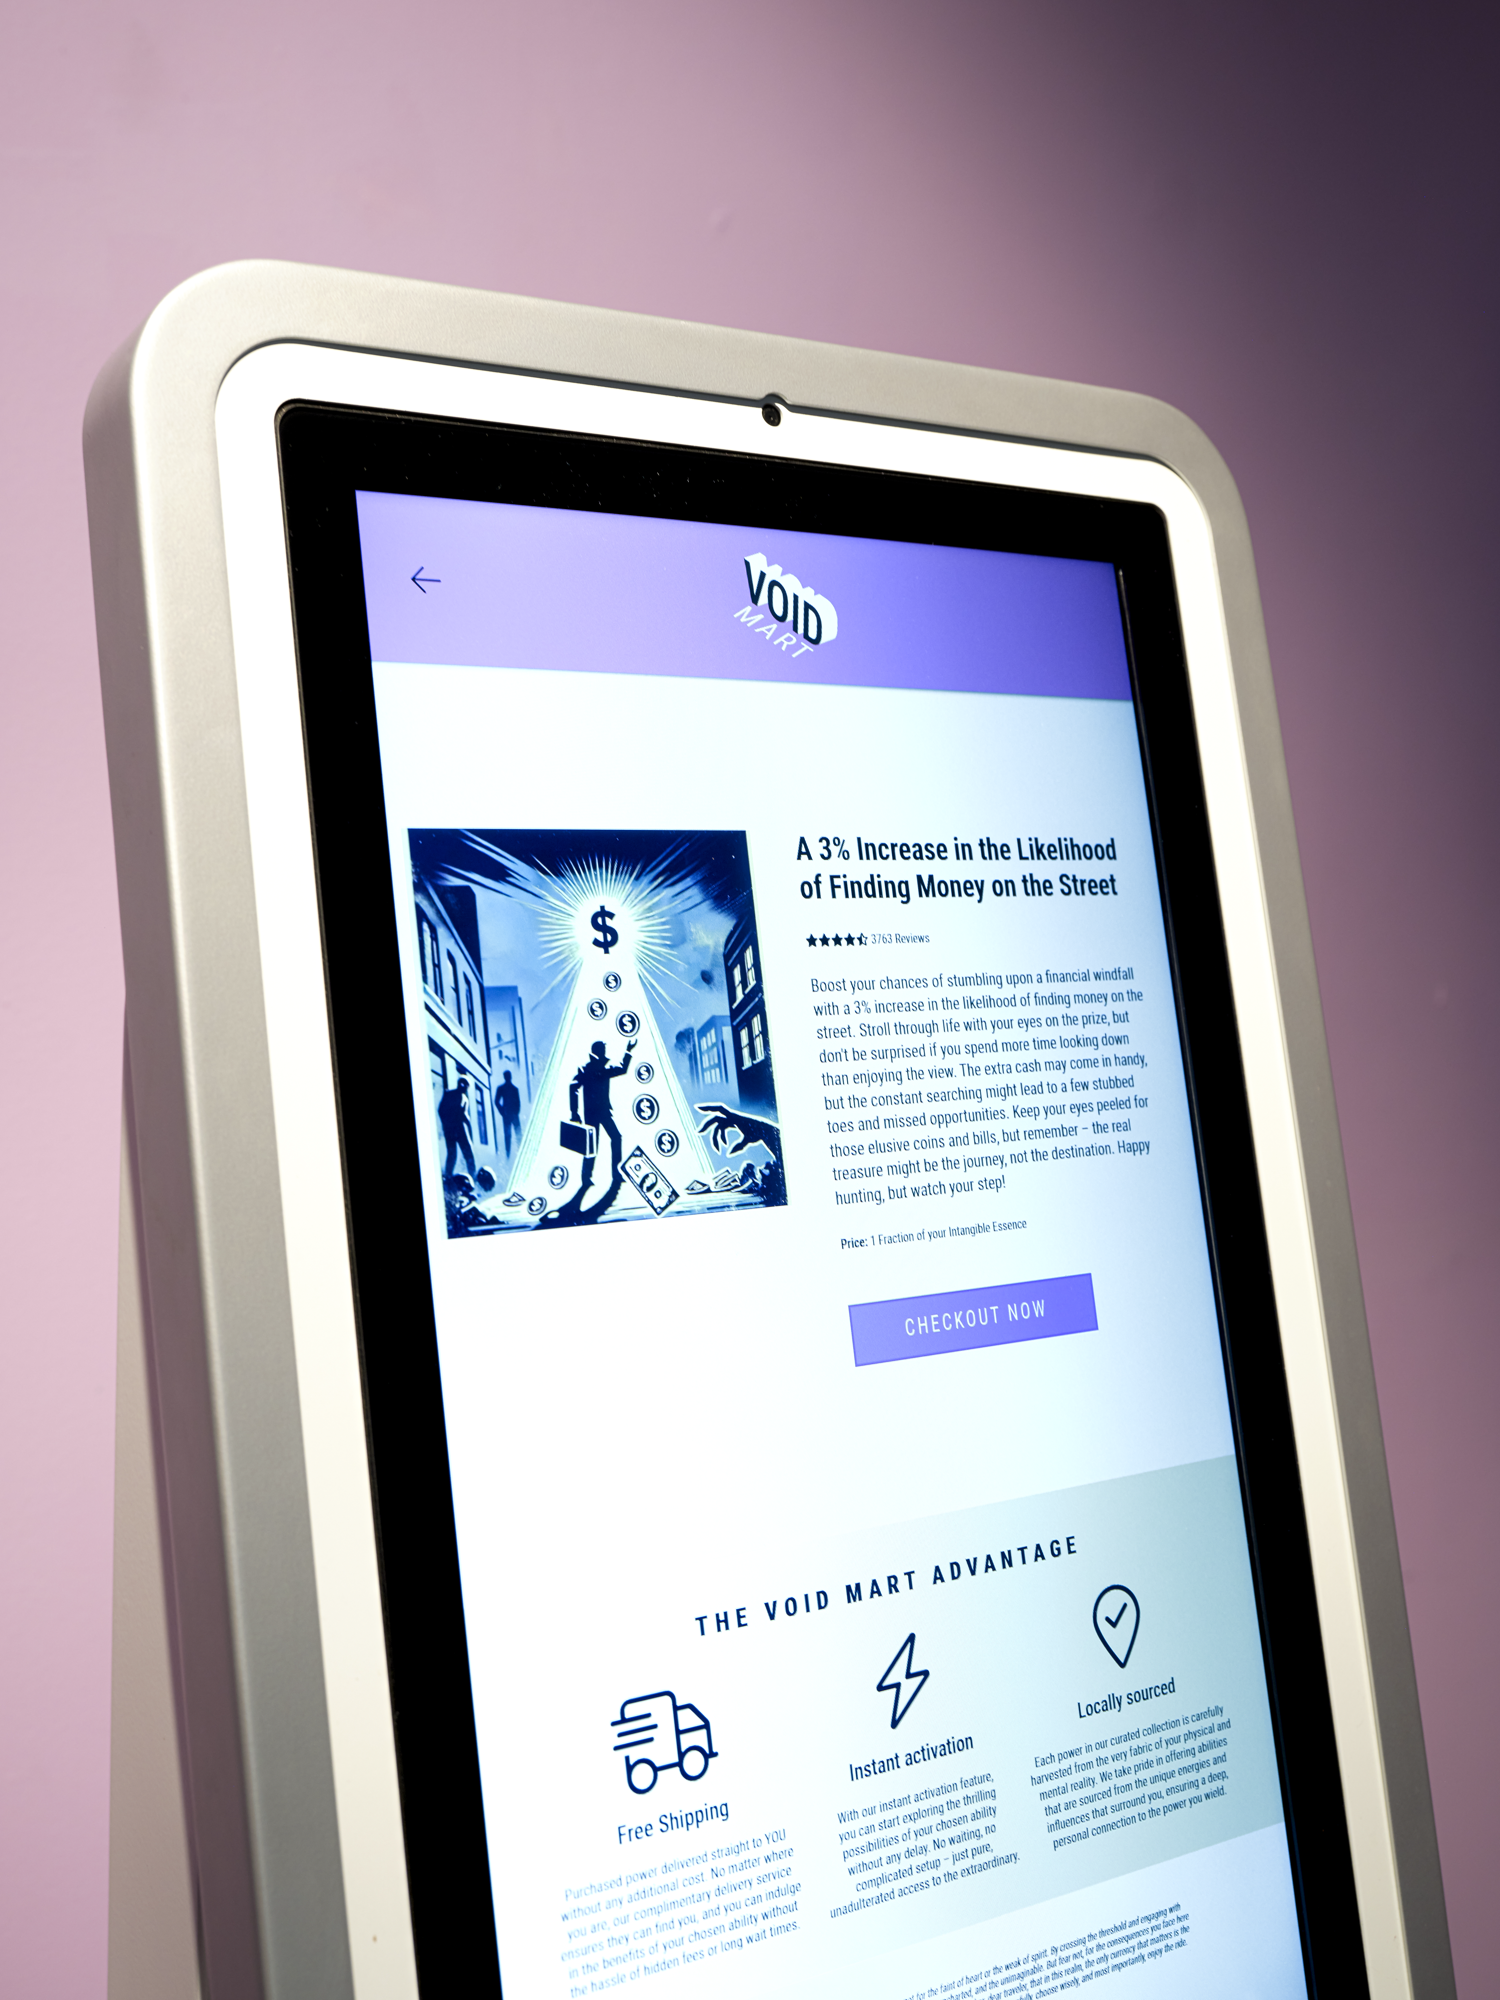 VOID
MART
A 3% Increase in the Likelihood
of Finding Money on the Street
3763 Reviews
Boost your chances of stumbling upon a financial windfall
with a 3% increase in the likelihood of finding money on the
street. Stroll through life with your eyes on the prize, but
don't be surprised if you spend more time looking down
than enjoying the view. The extra cash may come in handy,
but the constant searching might lead to a few stubbed
toes and missed opportunities. Keep your eyes peeled for
those elusive coins and bills, but remember – the real
treasure might be the journey, not the destination. Happy
hunting, but watch your step!
Price: 1 Fraction of your Intangible Essence
CHECKOUT NOW
THE VOID MART ADVANTAGE
Free Shipping
Purchased power delivered straight to YOU
without any additional cost. No matter where
you are, our complimentary delivery service
ensures they can find you, and you can indulge
in the benefits of your chosen ability without
the hassle of hidden fees or long wait times.
Instant activation
With our instant activation feature,
you can start exploring the thrilling
possibilities of your chosen ability
without any delay. No waiting, no
complicated setup – just pure,
unadulterated access to the extraordinary.
Locally sourced
Each power in our curated collection is carefully
harvested from the very fabric of your physical and
mental reality. We take pride in offering abilities
that are sourced from the unique energies and
influences that surround you, ensuring a deep,
personal connection to the power you wield.
for the faint of heart or the weak of spirit. By crossing the threshold and engaging with
and the unimaginable. But fear not, for the consequences you face here
dear traveler, that in this realm, the only currency that matters is the
choose wisely, and most importantly, enjoy the ride.